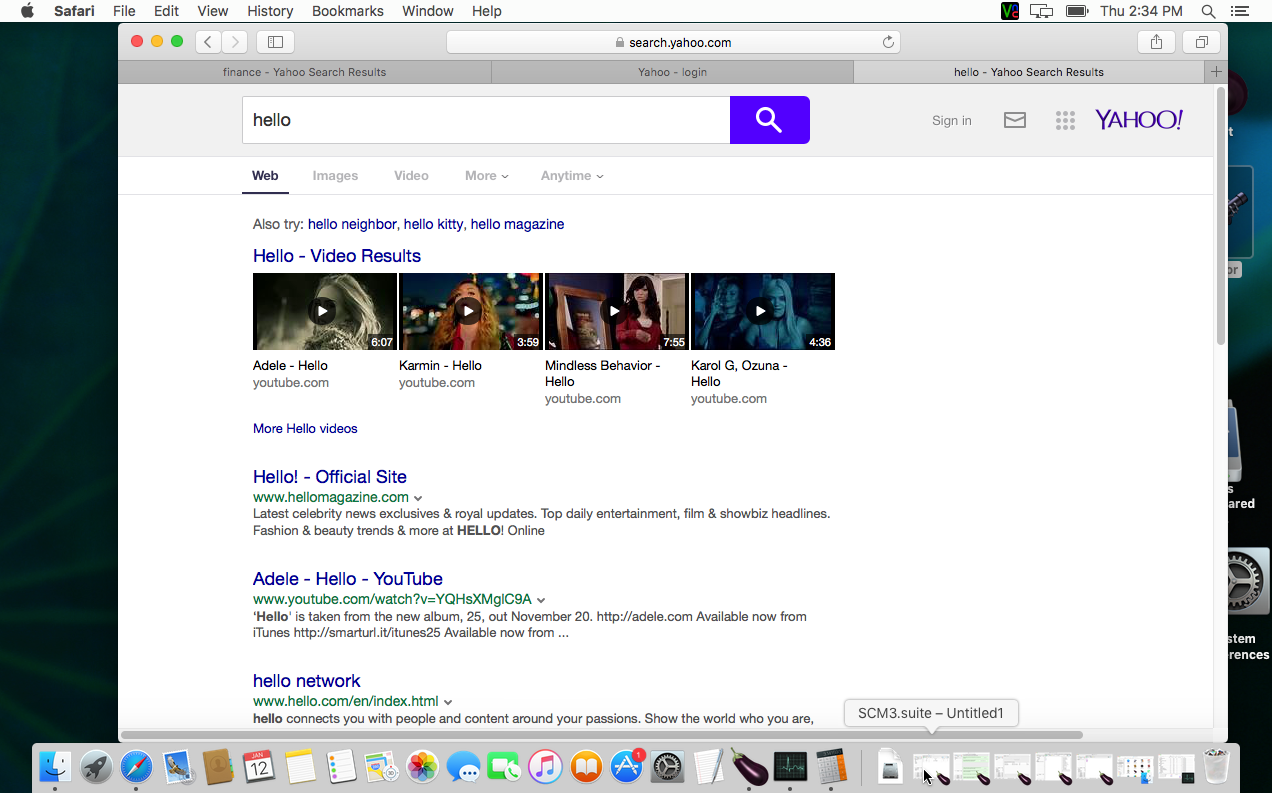 Safari File Edit View History Bookmarks Window Help Thu 2:34 PM
search.yahoo.com
finance - Yahoo Search Results Yahoo - login hello - Yahoo Search Results
hello Sign in YAHOO!
Web Images Video More Anytime
Also try: hello neighbor, hello kitty, hello magazine
Hello - Video Results
6:07 3:59 7:55 4:36
Adele - Hello
youtube.com
Karmin - Hello
youtube.com
Mindless Behavior -
Hello
youtube.com
Karol G, Ozuna -
Hello
youtube.com
More Hello videos
Hello! - Official Site
www.hellomagazine.com
Latest celebrity news exclusives & royal updates. Top daily entertainment, film & showbiz headlines.
Fashion & beauty trends & more at HELLO! Online
Adele - Hello - YouTube
www.youtube.com/watch?v=YQHsXMglC9A
'Hello' is taken from the new album, 25, out November 20. http://adele.com Available now from
iTunes http://smarturl.it/itunes25 Available now from ...
hello network
www.hello.com/en/index.html
hello connects you with people and content around your passions. Show the world who you are,
SCM3.suite – Untitled1
JAN
12
1